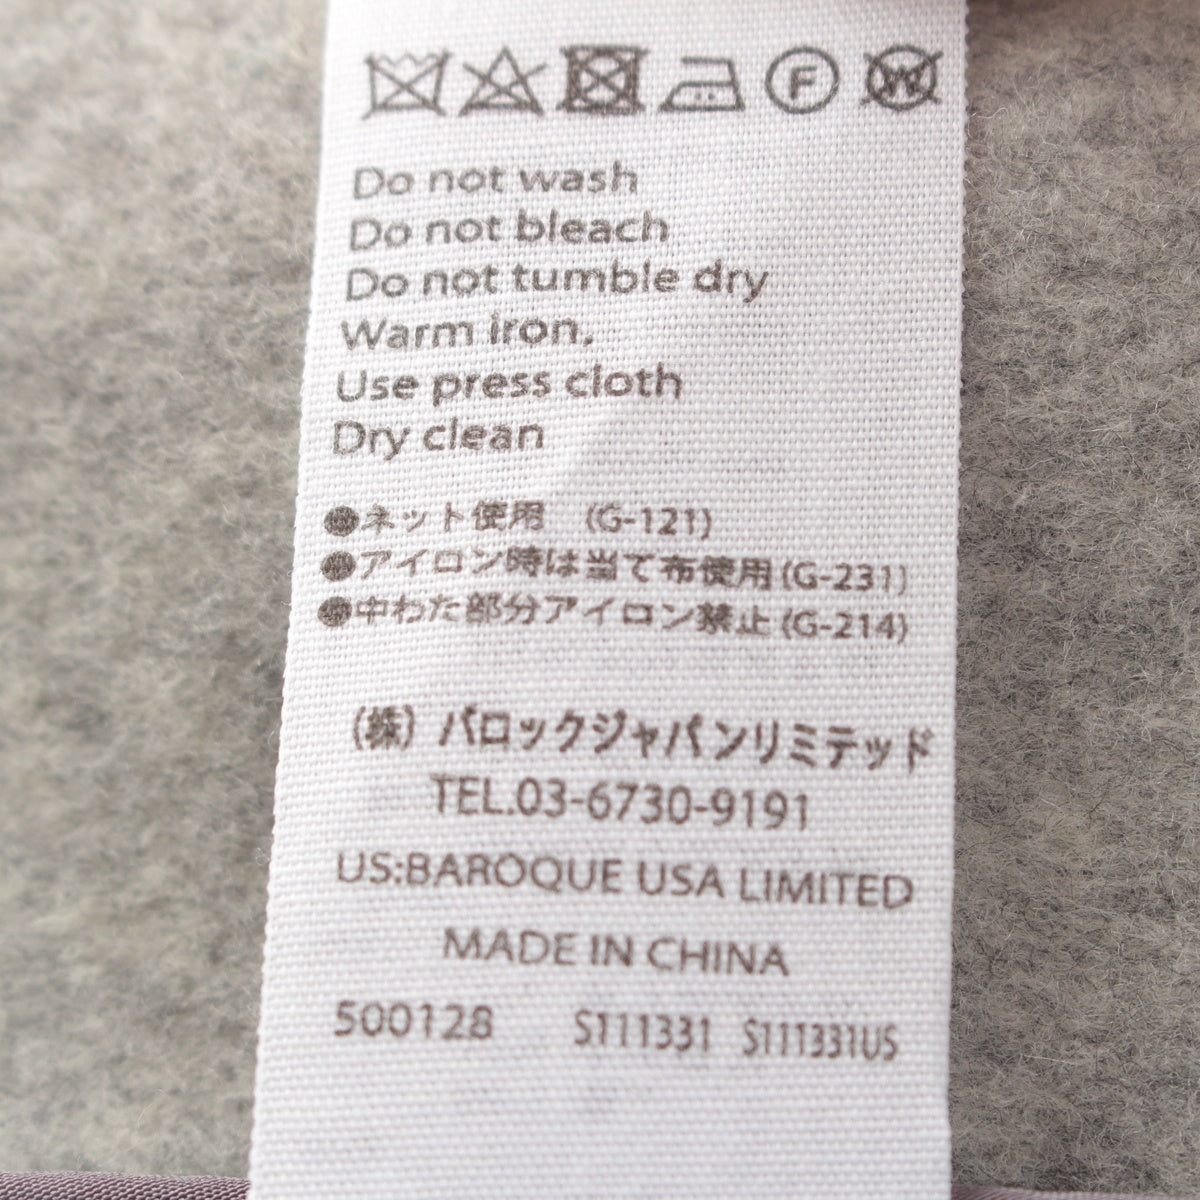 F W
Do not wash
Do not bleach
Do not tumble dry
Warm iron.
Use press cloth
Dry clean
●ネット使用 (G-121)
●アイロン時は当て布使用(G-231)
●中わた部分アイロン禁止(G-214)
(株) バロックジャパンリミテッド
TEL.03-6730-9191
US:BAROQUE USA LIMITED
MADE IN CHINA
500128 S111331 S111331US